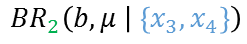 BR₂(b, μ | {x₃, x₄})